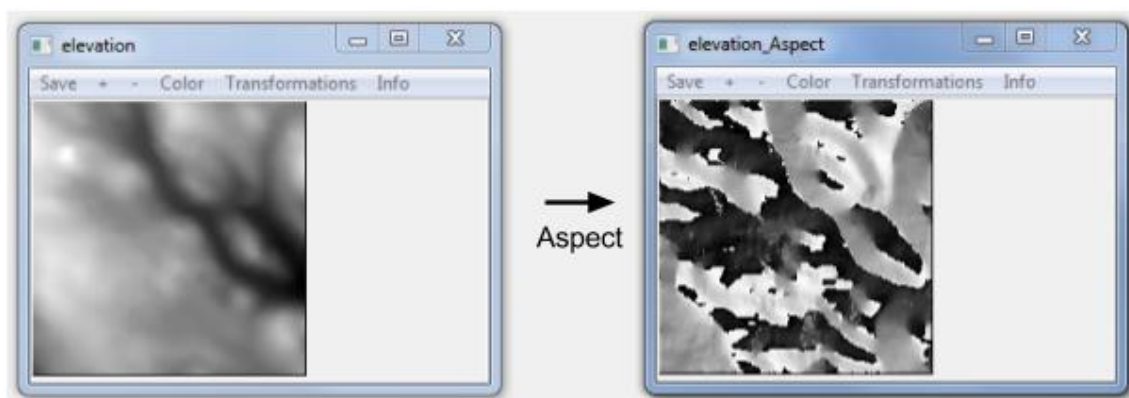 elevation
Save + - Color Transformations Info
Aspect
elevation_Aspect
Save + - Color Transformations Info